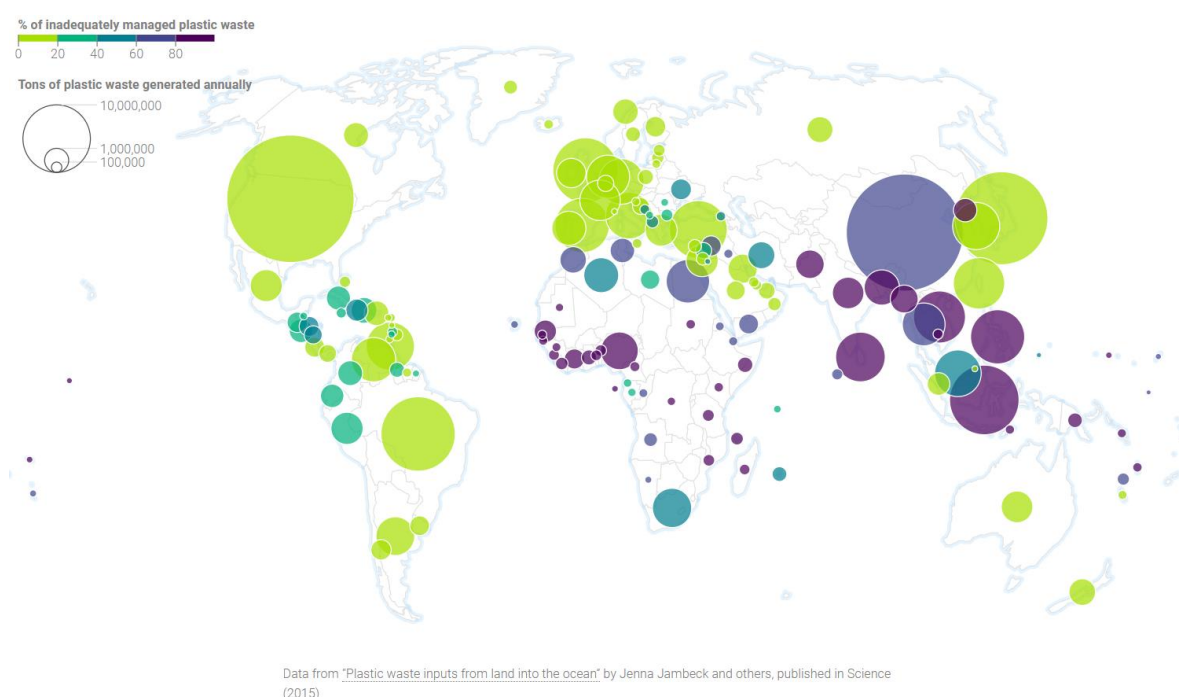 % of inadequately managed plastic waste
0 20 40 60 80
Tons of plastic waste generated annually
10,000,000
1,000,000
100,000
Data from "Plastic waste inputs from land into the ocean" by Jenna Jambeck and others, published in Science
(2015)